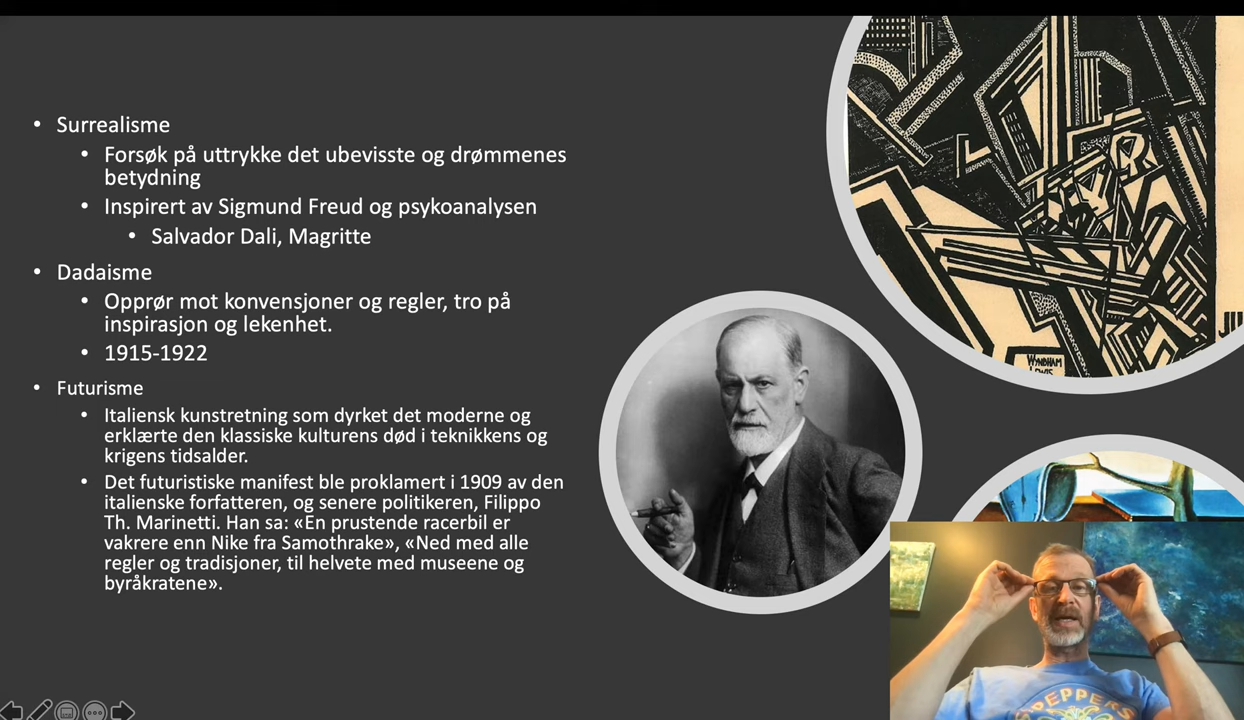 • Surrealisme
• Forsøk på uttrykke det ubevisste og drømmenes
betydning
• Inspirert av Sigmund Freud og psykoanalysen
• Salvador Dali, Magritte
• Dadaisme
• Opprør mot konvensjoner og regler, tro på
inspirasjon og lekenhet.
• 1915-1922
• Futurisme
• Italiensk kunstretning som dyrket det moderne og
erklærte den klassiske kulturens død i teknikkens og
krigens tidsalder.
• Det futuristiske manifest ble proklamert i 1909 av den
italienske forfatteren, og senere politikeren, Filippo
Th. Marinetti. Han sa: «En prustende racerbil er
vakrere enn Nike fra Samothrake», «Ned med alle
regler og tradisjoner, til helvete med museene og
byråkratene».
WYNDHAM
LEWIS
PEPPERS